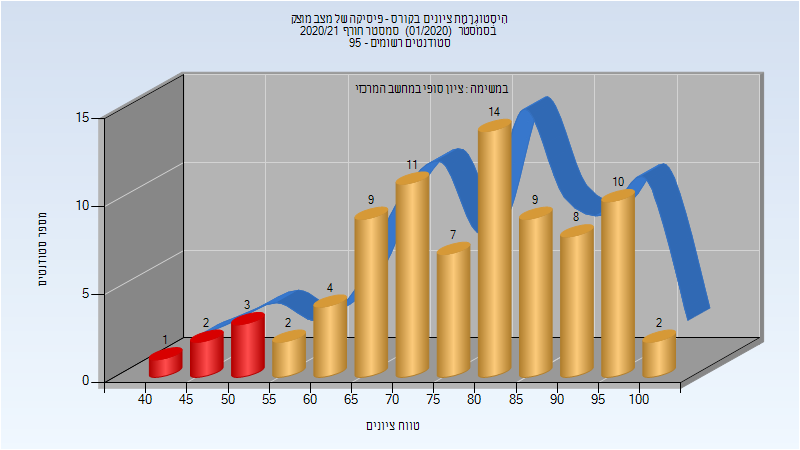 היסטוגרמת ציונים בקורס - פיסיקה של מצב מוצק
בסמסטר (01/2020) סמסטר חורף 2020/21
סטודנטים רשומים - 95
במשימה : ציון סופי במחשב המרכזי
15
10
5
0
מספר סטודנטים
1
2
3
2
4
9
11
7
14
9
8
10
2
40 45 50 55 60 65 70 75 80 85 90 95 100
טווח ציונים